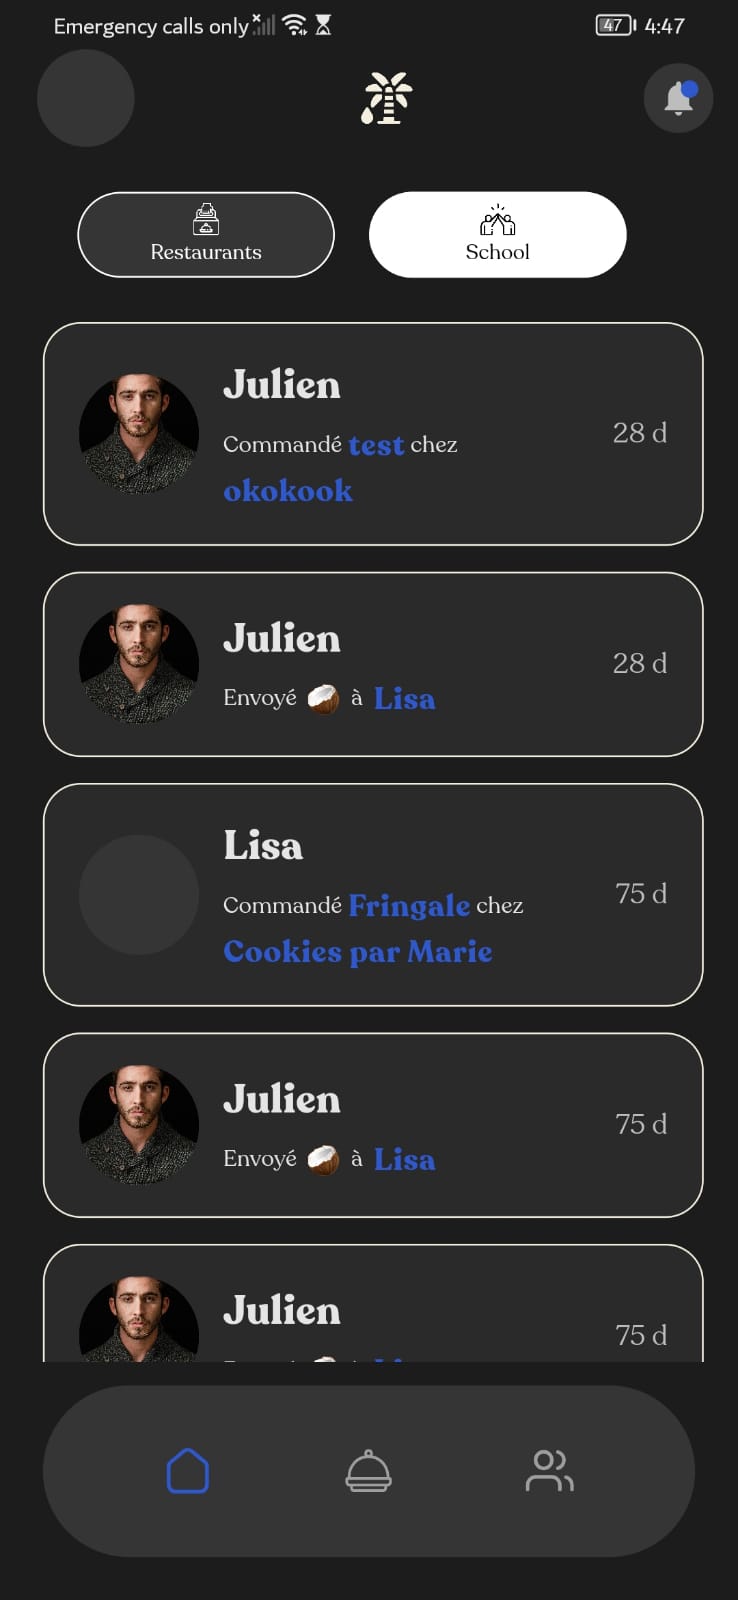 Emergency calls only 47 4:47
Restaurants School
Julien
Commandé test chez
okokook
28 d
Julien
Envoyé à Lisa
28 d
Lisa
Commandé Fringale chez
Cookies par Marie
75 d
Julien
Envoyé à Lisa
75 d
Julien
75 d